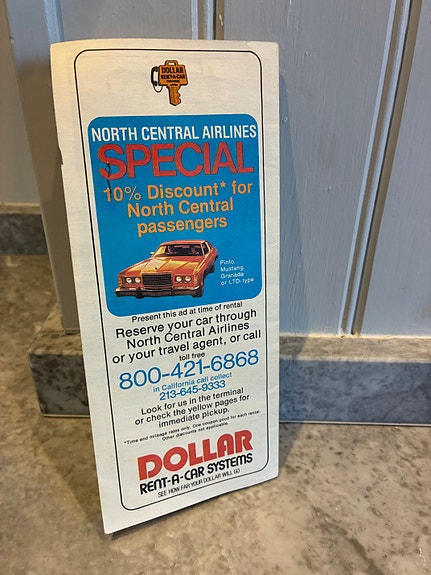 DOLLAR
RENT-A-CAR
SYSTEMS
NORTH CENTRAL AIRLINES
SPECIAL
10% Discount* for
North Central
passengers
Pinto,
Mustang,
Granada
or LTD-type
Present this ad at time of rental
Reserve your car through
North Central Airlines
or your travel agent, or call
toll free
800-421-6868
in California call collect
213-645-9333
Look for us in the terminal
or check the yellow pages for
immediate pickup.
*Time and mileage rates only. One coupon good for each rental.
Other discounts not applicable.
DOLLAR
RENT-A-CAR SYSTEMS
SEE HOW FAR YOUR DOLLAR WILL GO